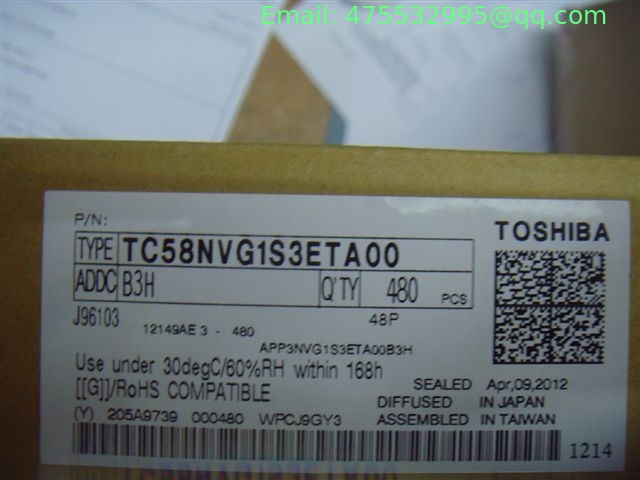 Email: 475532995@qq.com
P/N:
TOSHIBA
TYPE TC58NVG1S3ETA00
ADDC B3H Q'TY 480 PCS
J96103 48P
12149AE 3 - 480
APP3NVG1S3ETA00B3H
Use under 30degC/60%RH within 168h
[[G]]/RoHS COMPATIBLE
SEALED Apr,09,2012
DIFFUSED IN JAPAN
(Y) 205A9739 000480 WPCJ9GY3 ASSEMBLED IN TAIWAN
1214